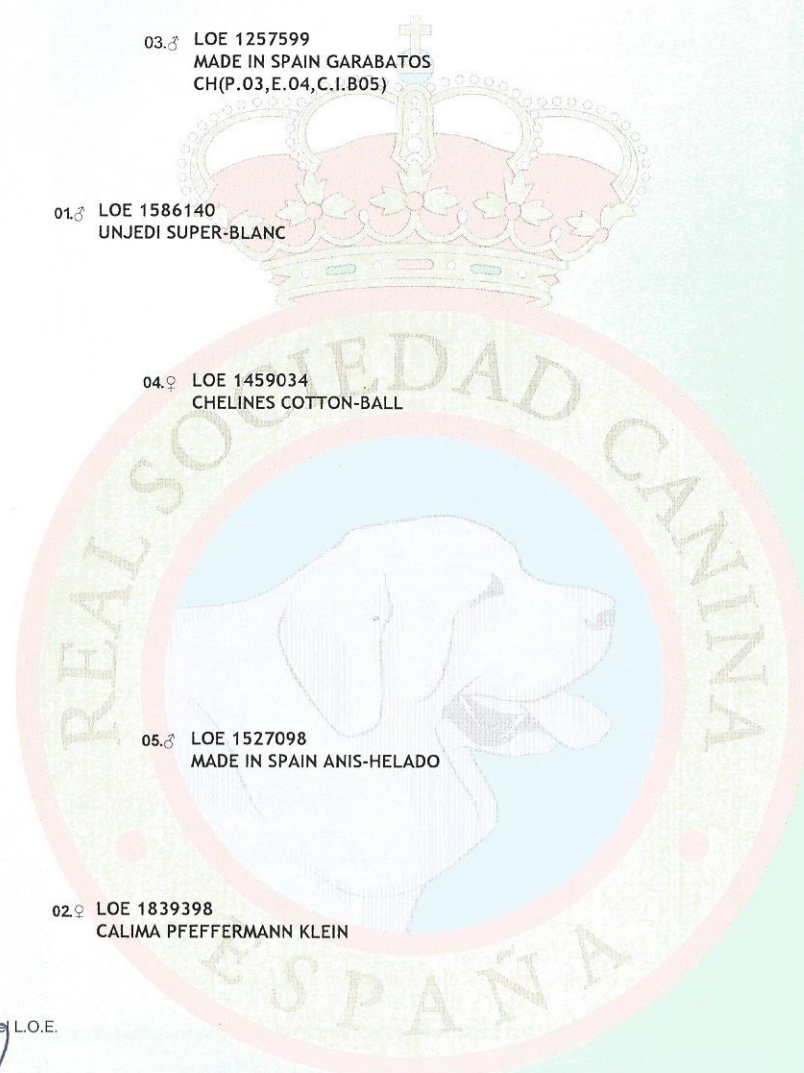 03.♂ LOE 1257599
MADE IN SPAIN GARABATOS
CH(P.03,E.04,C.I.B05)
01.♂ LOE 1586140
UNJEDI SUPER-BLANC
04.♀ LOE 1459034
CHELINES COTTON-BALL
REAL SOCIEDAD CANINA
05.♂ LOE 1527098
MADE IN SPAIN ANIS-HELADO
02.♀ LOE 1839398
CALIMA PFEFFERMANN KLEIN
ESPAÑA
el L.O.E.